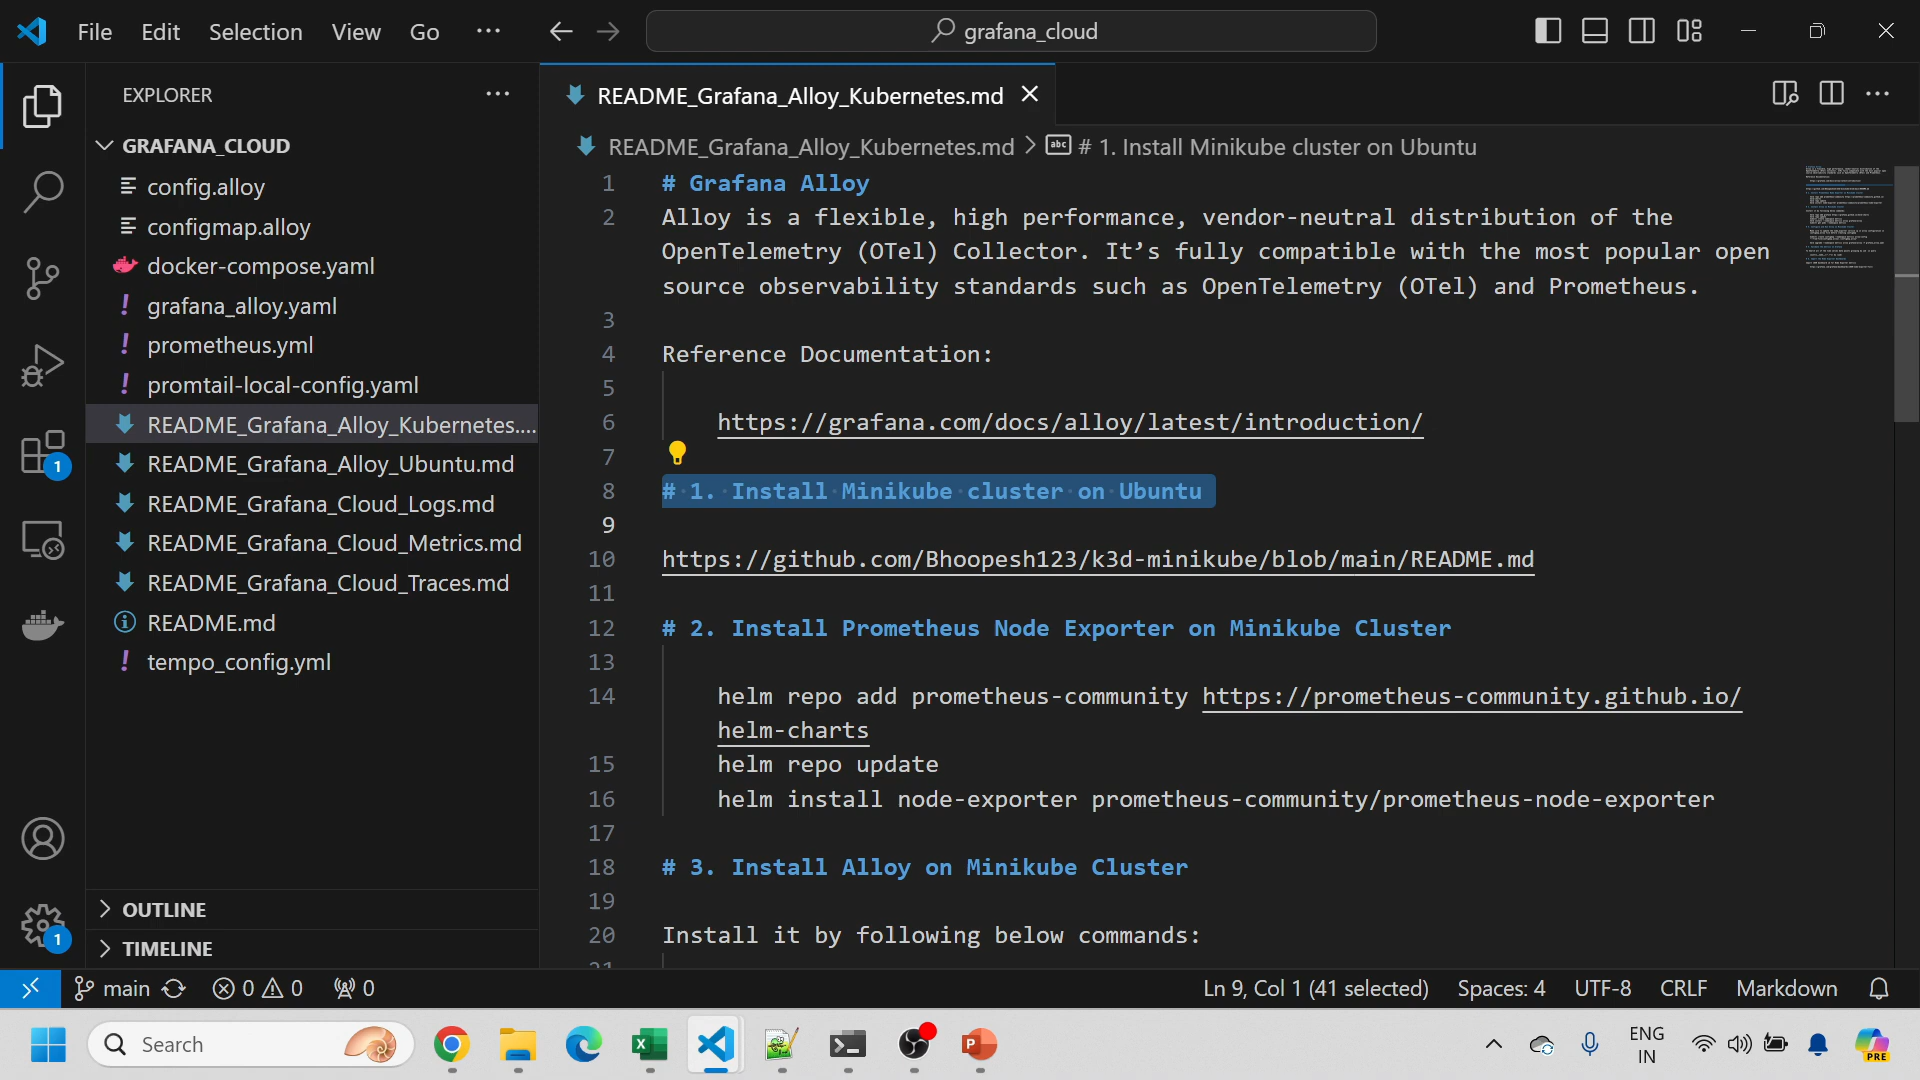 File Edit Selection View Go ... grafana_cloud
EXPLORER
GRAFANA_CLOUD
config.alloy
configmap.alloy
docker-compose.yaml
! grafana_alloy.yaml
! prometheus.yml
! promtail-local-config.yaml
README_Grafana_Alloy_Kubernetes....
README_Grafana_Alloy_Ubuntu.md
README_Grafana_Cloud_Logs.md
README_Grafana_Cloud_Metrics.md
README_Grafana_Cloud_Traces.md
README.md
! tempo_config.yml
OUTLINE
TIMELINE
1
1
README_Grafana_Alloy_Kubernetes.md
README_Grafana_Alloy_Kubernetes.md > abc # 1. Install Minikube cluster on Ubuntu
1 # Grafana Alloy
2 Alloy is a flexible, high performance, vendor-neutral distribution of the
OpenTelemetry (OTel) Collector. It’s fully compatible with the most popular open
source observability standards such as OpenTelemetry (OTel) and Prometheus.
3
4 Reference Documentation:
5
6 https://grafana.com/docs/alloy/latest/introduction/
7
8 # 1. Install Minikube cluster on Ubuntu
9
10 https://github.com/Bhoopesh123/k3d-minikube/blob/main/README.md
11
12 # 2. Install Prometheus Node Exporter on Minikube Cluster
13
14 helm repo add prometheus-community https://prometheus-community.github.io/
helm-charts
15 helm repo update
16 helm install node-exporter prometheus-community/prometheus-node-exporter
17
18 # 3. Install Alloy on Minikube Cluster
19
20 Install it by following below commands:
21
main 0 0 0 Ln 9, Col 1 (41 selected) Spaces: 4 UTF-8 CRLF Markdown
Search ENG
IN
PRE